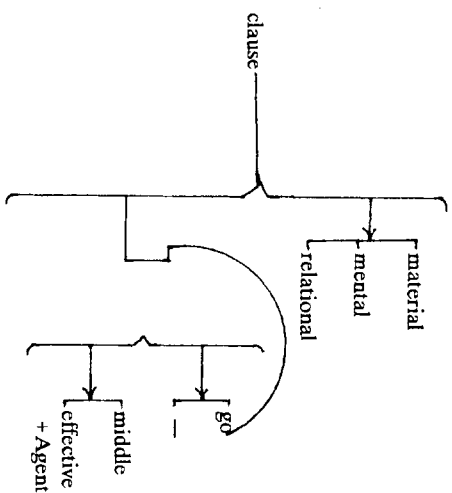 material
mental
relational
clause
go
—
middle
effective
+ Agent